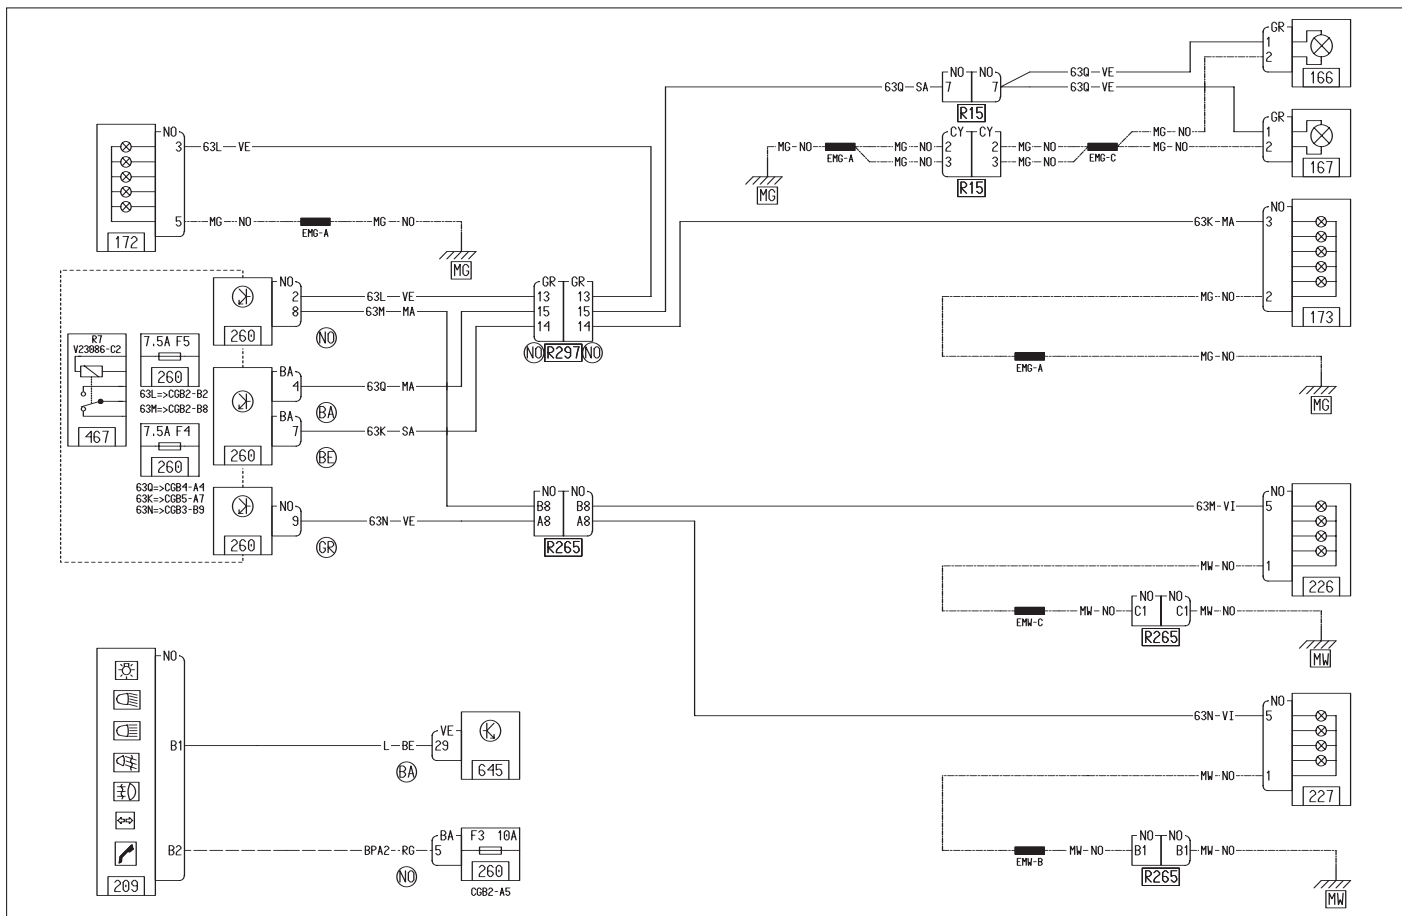 GR
1
2
166
63Q VE
63Q SA
NO NO
7 7
63Q VE
R15
GR
1
2
167
MG NO
MG NO
MG NO
EMG-A
MG NO
CY CY
2 2
3 3
MG NO
MG NO
EMG-C
MG NO
R15
MG
NO
3
63L VE
5
MG NO
EMG-A
MG NO
172
MG
63K MA
NO
3
MG NO
2
173
EMG-A
MG NO
MG
NO
2
8
63L VE
63M MA
260
NO
GR GR
13 13
15 15
14 14
NO
R297
NO
R7
V23086-C2
467
7.5A F5
260
63L=>CGB2-B2
63M=>CGB2-B8
7.5A F4
260
63Q=>CGB4-A4
63K=>CGB5-A7
63N=>CGB3-B9
BA
4
63Q MA
BA
BA
7
63K SA
BE
260
NO
9
63N VE
GR
260
NO NO
B8 B8
A8 A8
R265
63M VI
NO
5
MW NO
1
226
EMW-C
MW NO
NO NO
C1 C1
MW NO
R265
MW
63N VI
NO
5
MW NO
1
227
EMW-B
MW NO
NO NO
B1 B1
MW NO
R265
MW
NO
B1
L BE
VE
29
BA
645
B2
BPA2 RG
BA
5
NO
F3 10A
260
CGB2-A5
209